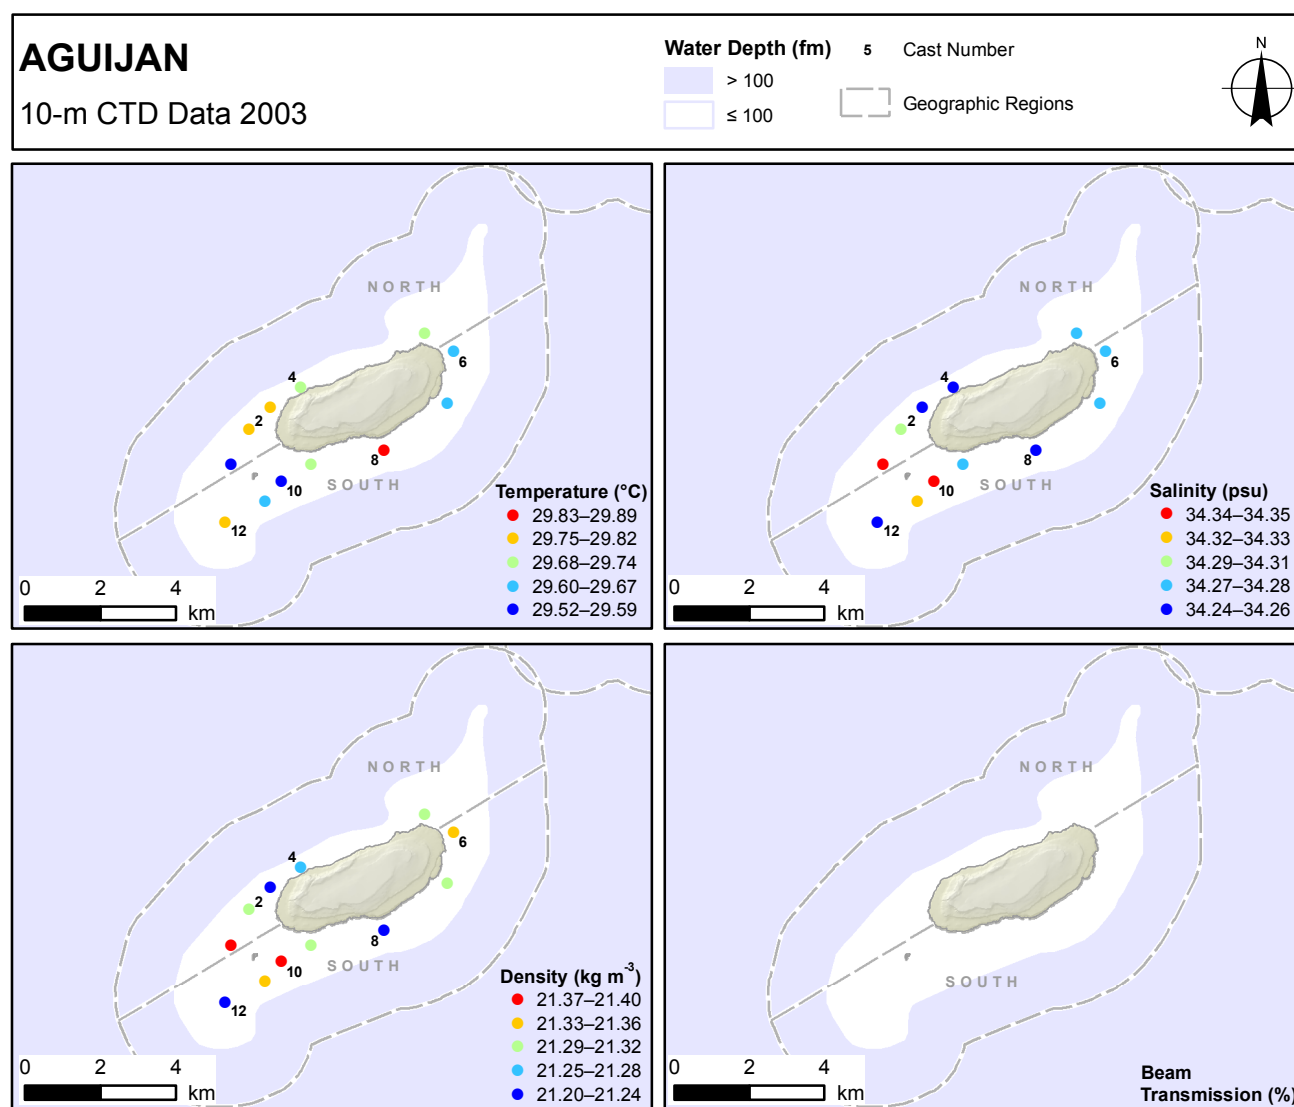 AGUIJAN
10-m CTD Data 2003
Water Depth (fm)
> 100
≤ 100
5 Cast Number
Geographic Regions
N
NORTH
4
6
2
8
10
SOUTH
12
Temperature (°C)
29.83–29.89
29.75–29.82
29.68–29.74
29.60–29.67
29.52–29.59
0 2 4
km
NORTH
4
6
2
8
10
SOUTH
12
Salinity (psu)
34.34–34.35
34.32–34.33
34.29–34.31
34.27–34.28
34.24–34.26
0 2 4
km
NORTH
4
6
2
8
10
SOUTH
12
Density (kg m⁻³)
21.37–21.40
21.33–21.36
21.29–21.32
21.25–21.28
21.20–21.24
0 2 4
km
NORTH
SOUTH
Beam
Transmission (%)
0 2 4
km